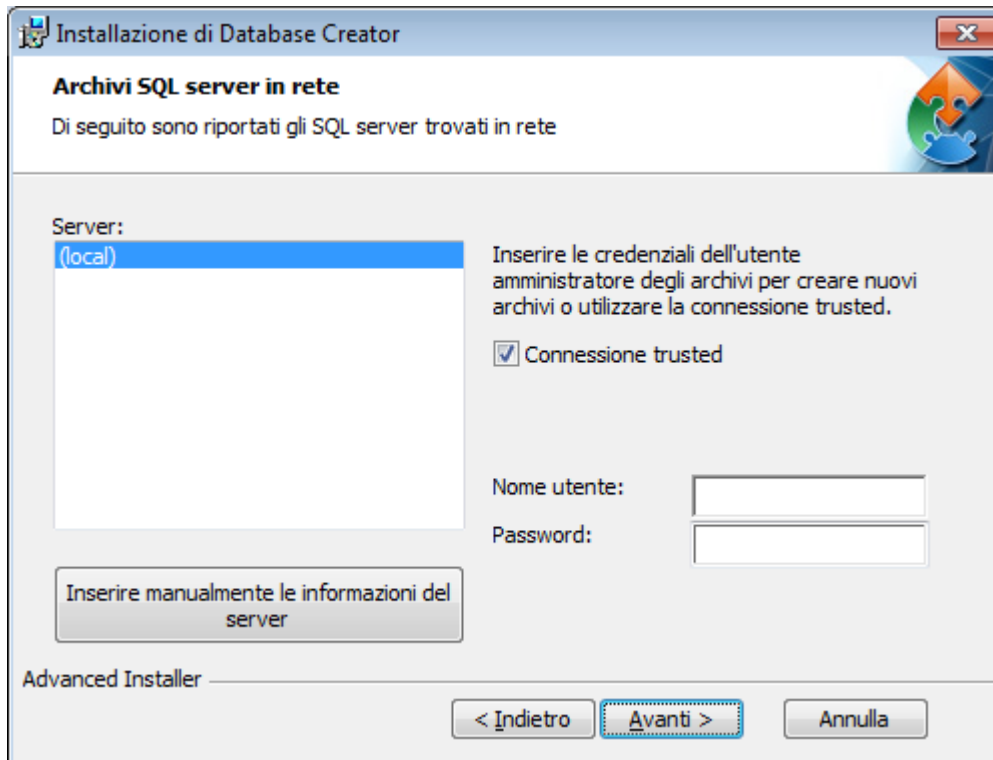 Installazione di Database Creator
Archivi SQL server in rete
Di seguito sono riportati gli SQL server trovati in rete
Server:
(local)
Inserire le credenziali dell'utente
amministratore degli archivi per creare nuovi
archivi o utilizzare la connessione trusted.
Connessione trusted
Nome utente:
Password:
Inserire manualmente le informazioni del
server
Advanced Installer
< Indietro
Avanti >
Annulla